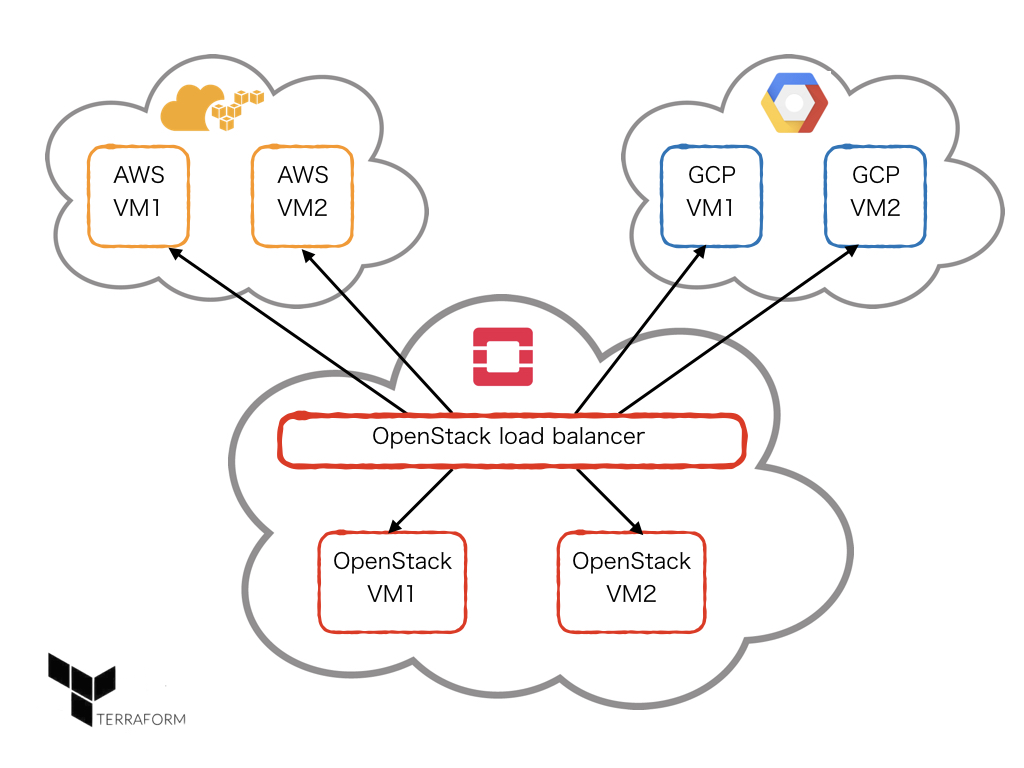 AWS
VM1
AWS
VM2
GCP
VM1
GCP
VM2
OpenStack load balancer
OpenStack
VM1
OpenStack
VM2
TERRAFORM